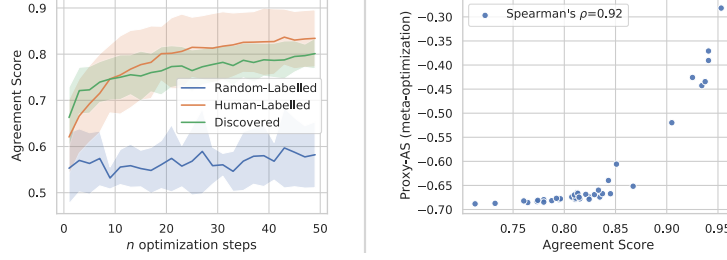 0.9
0.8
0.7
0.6
0.5
Agreement Score
Random-Labelled
Human-Labelled
Discovered
0 10 20 30 40 50
n optimization steps
Spearman's ρ=0.92
−0.30
−0.35
−0.40
−0.45
−0.50
−0.55
−0.60
−0.65
−0.70
Proxy-AS (meta-optimization)
0.75 0.80 0.85 0.90 0.95
Agreement Score